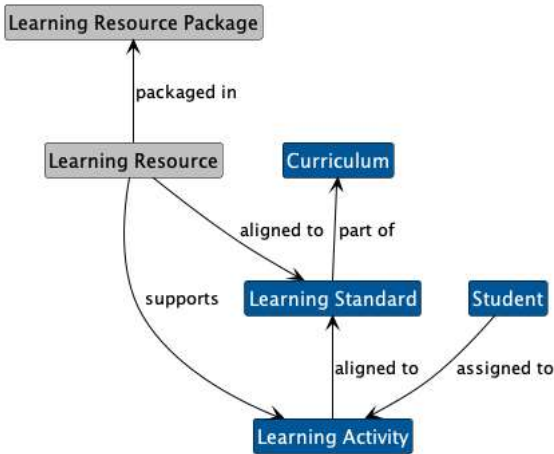 Learning Resource Package
packaged in
Learning Resource
Curriculum
aligned to
part of
supports
Learning Standard
Student
aligned to
assigned to
Learning Activity